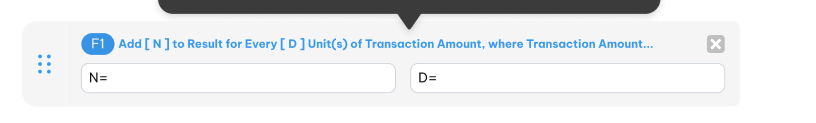 F1 Add [ N ] to Result for Every [ D ] Unit(s) of Transaction Amount, where Transaction Amount...
N= D=